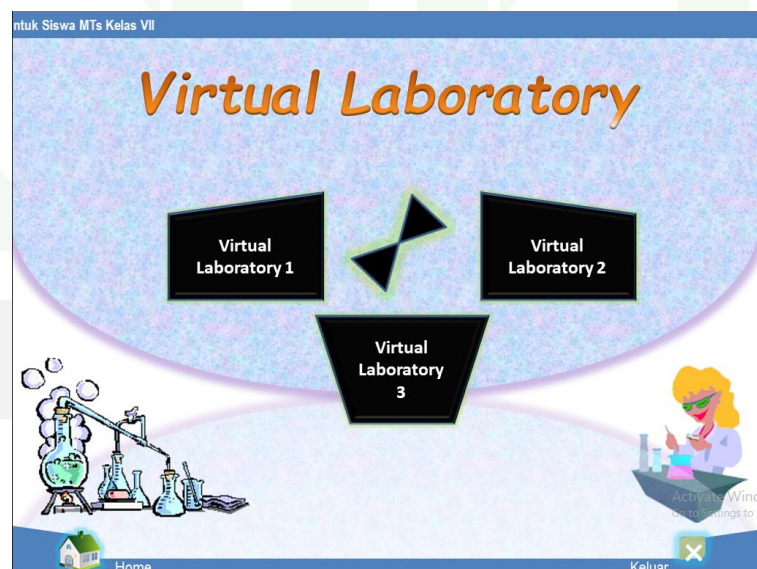 ntuk Siswa MTs Kelas VII
Virtual Laboratory
Virtual
Laboratory 1
Virtual
Laboratory 2
Virtual
Laboratory
3
Activate Wind
Go to Settings to
Home
Keluar